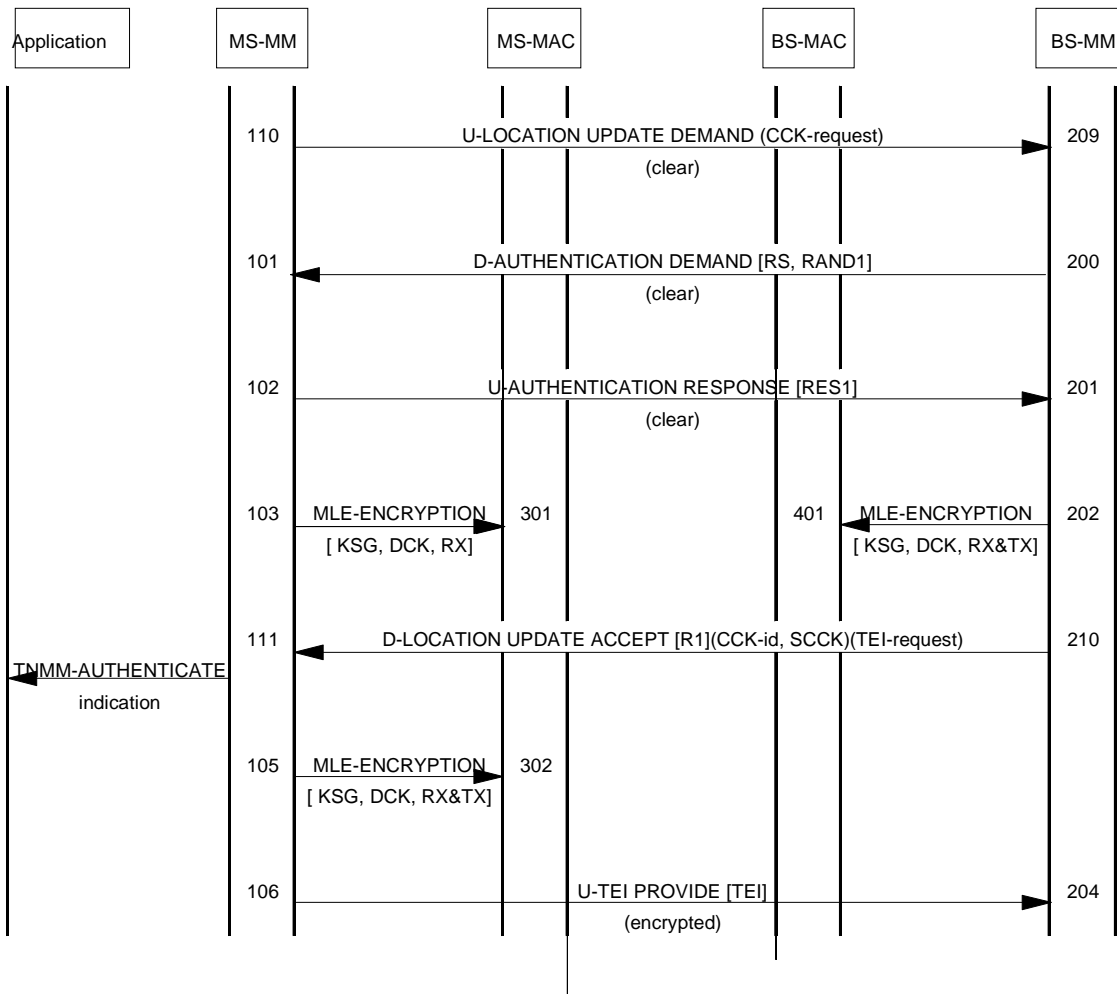 Application MS-MM MS-MAC BS-MAC BS-MM
110 U-LOCATION UPDATE DEMAND (CCK-request) 209
(clear)
101 D-AUTHENTICATION DEMAND [RS, RAND1] 200
(clear)
102 U-AUTHENTICATION RESPONSE [RES1] 201
(clear)
103 MLE-ENCRYPTION 301 401 MLE-ENCRYPTION 202
[ KSG, DCK, RX] [ KSG, DCK, RX&TX]
111 D-LOCATION UPDATE ACCEPT [R1](CCK-id, SCCK)(TEI-request) 210
TNMM-AUTHENTICATE
indication
105 MLE-ENCRYPTION 302
[ KSG, DCK, RX&TX]
106 U-TEI PROVIDE [TEI] 204
(encrypted)